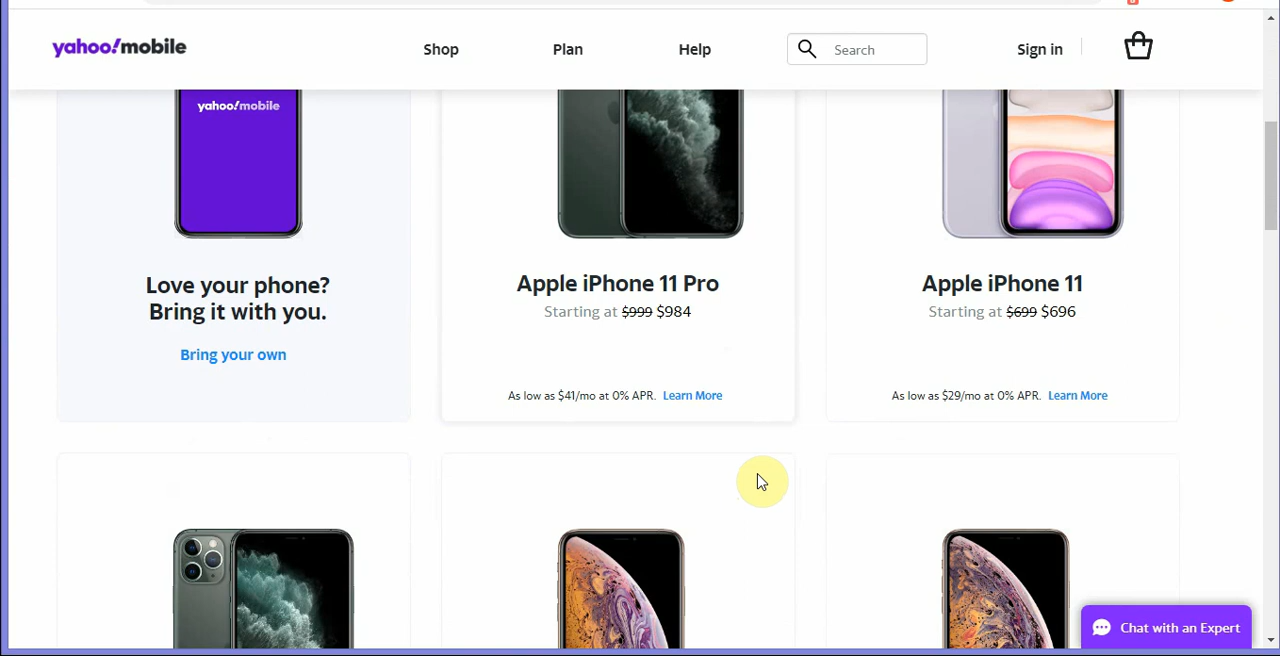 yahoo!mobile
Shop
Plan
Help
Search
Sign in
yahoo!mobile
Love your phone?
Bring it with you.
Bring your own
Apple iPhone 11 Pro
Starting at $999 $984
As low as $41/mo at 0% APR. Learn More
Apple iPhone 11
Starting at $699 $696
As low as $29/mo at 0% APR. Learn More
Chat with an Expert